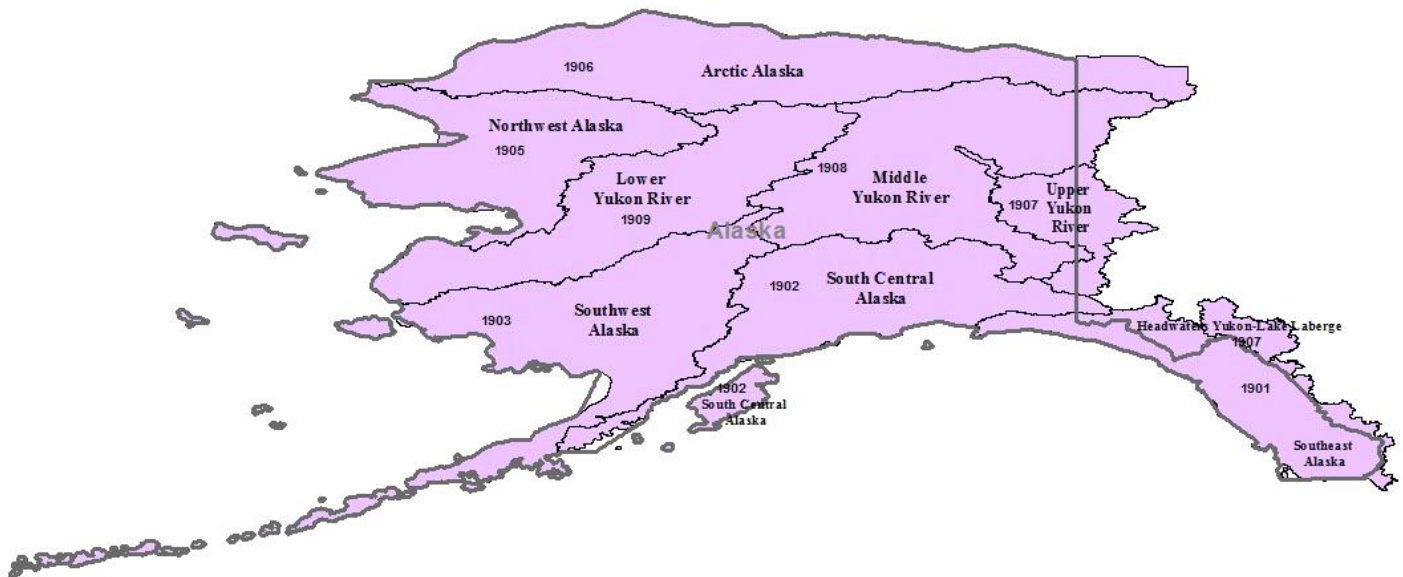 1906
Arctic Alaska
Northwest Alaska
1905
Lower
Yukon River
1909
1908
Middle
Yukon River
1907
Upper
Yukon
River
Alaska
1902
South Central
Alaska
1903
Southwest
Alaska
Headwaters Yukon-Lake Laberge
1907
1902
South Central
Alaska
1901
Southeast
Alaska